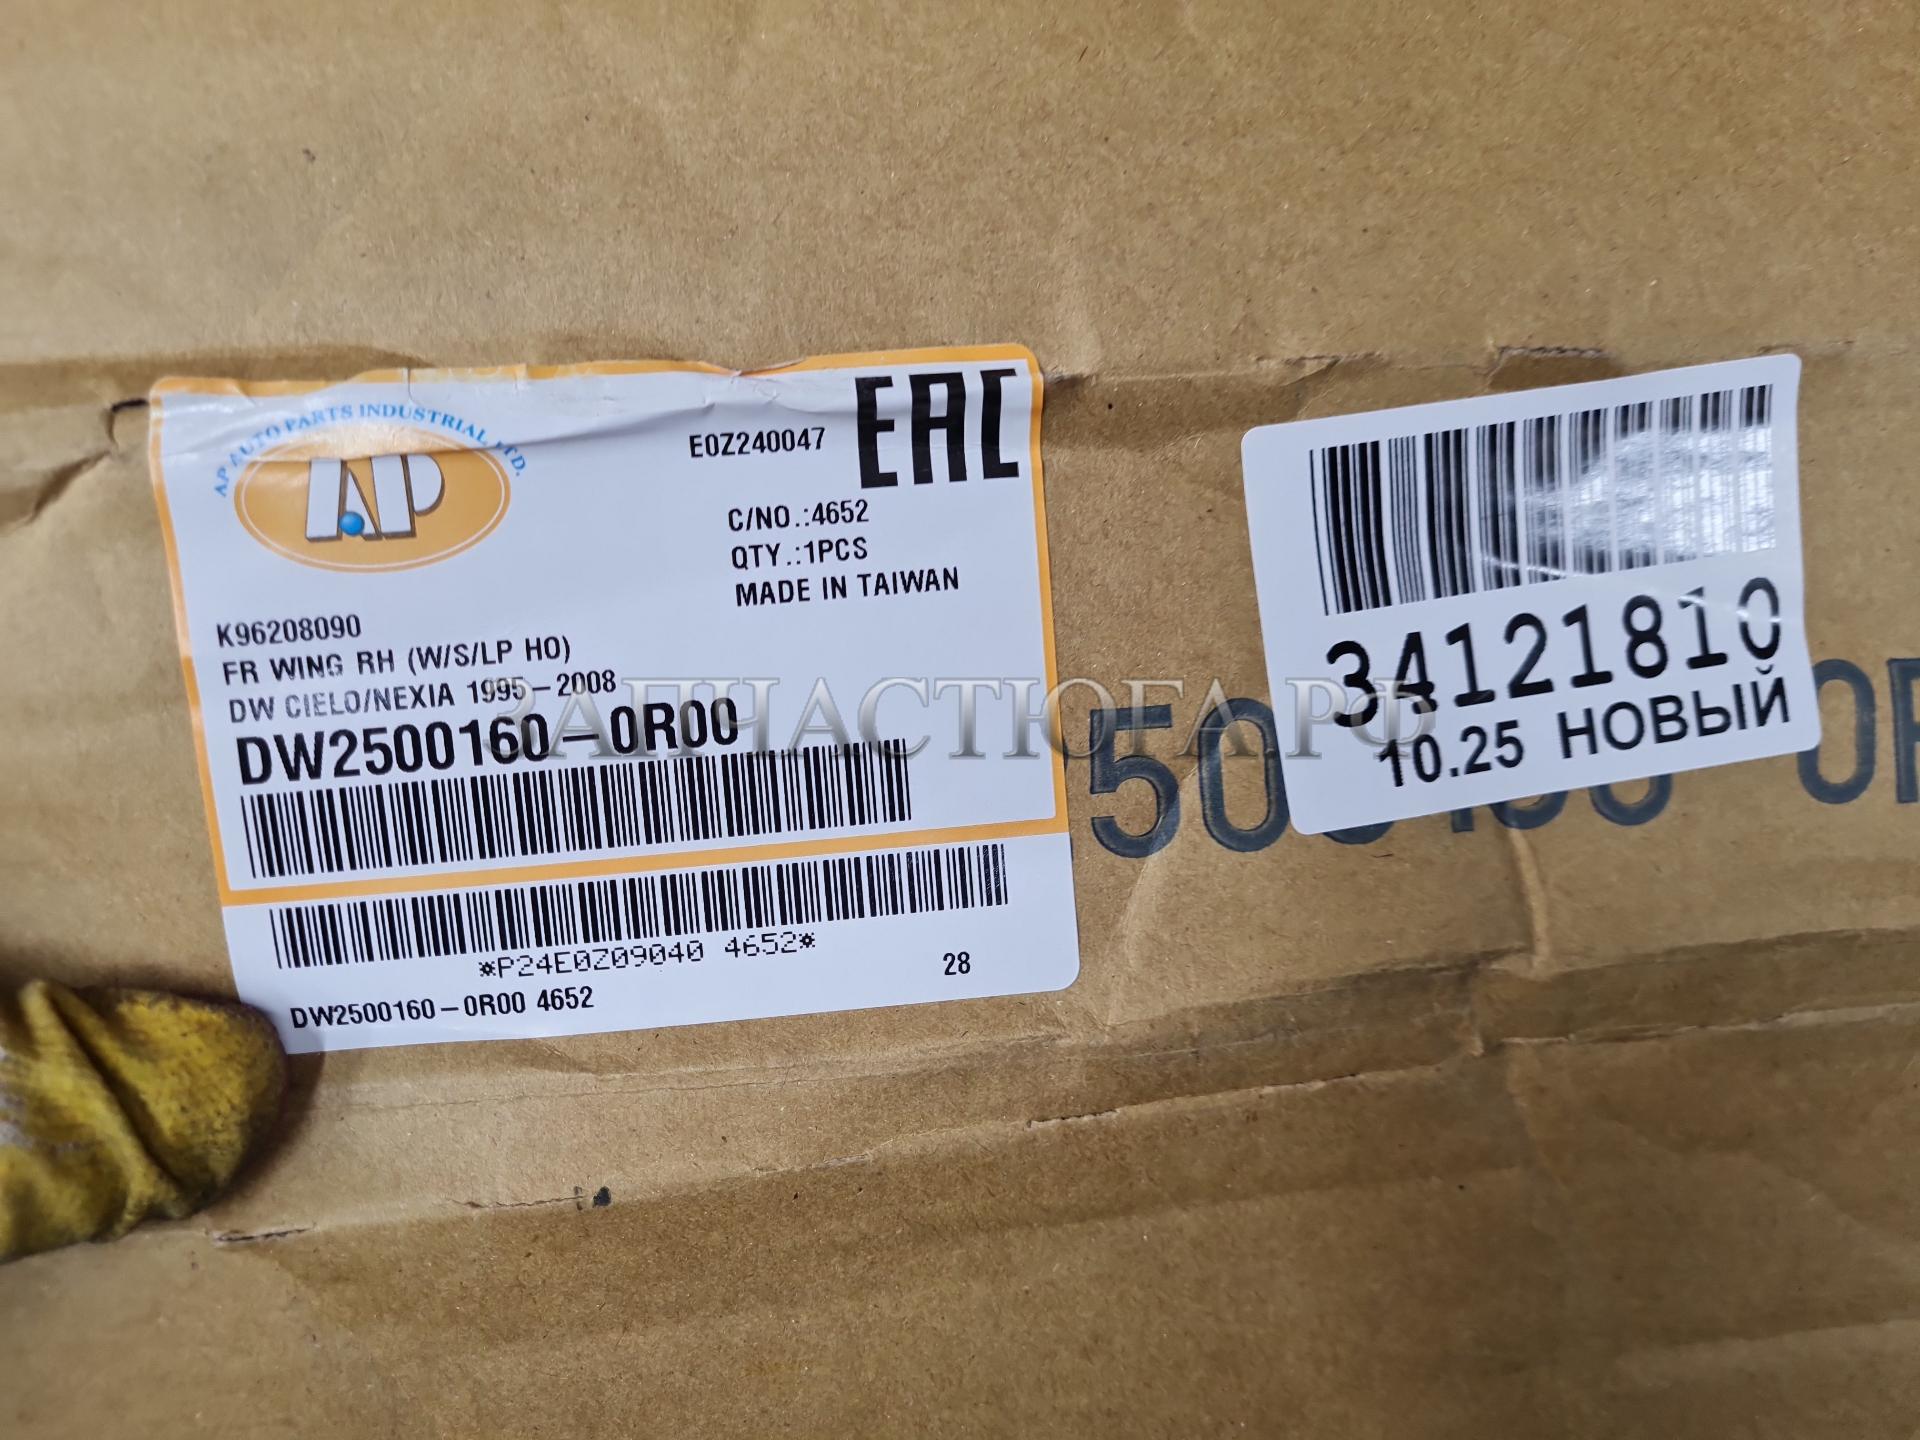 AP AUTO PARTS INDUSTRIAL LTD.
AP
E0Z240047
EAC
C/NO.:4652
QTY.:1PCS
MADE IN TAIWAN
K96208090
FR WING RH (W/S/LP HO)
DW CIELO/NEXIA 1995-2008
DW2500160-0R00
*P24E0Z09040 4652*
DW2500160-0R00 4652
28
34121810
10.25 НОВЫЙ
ЗАПЧАСТЮГА.РФ